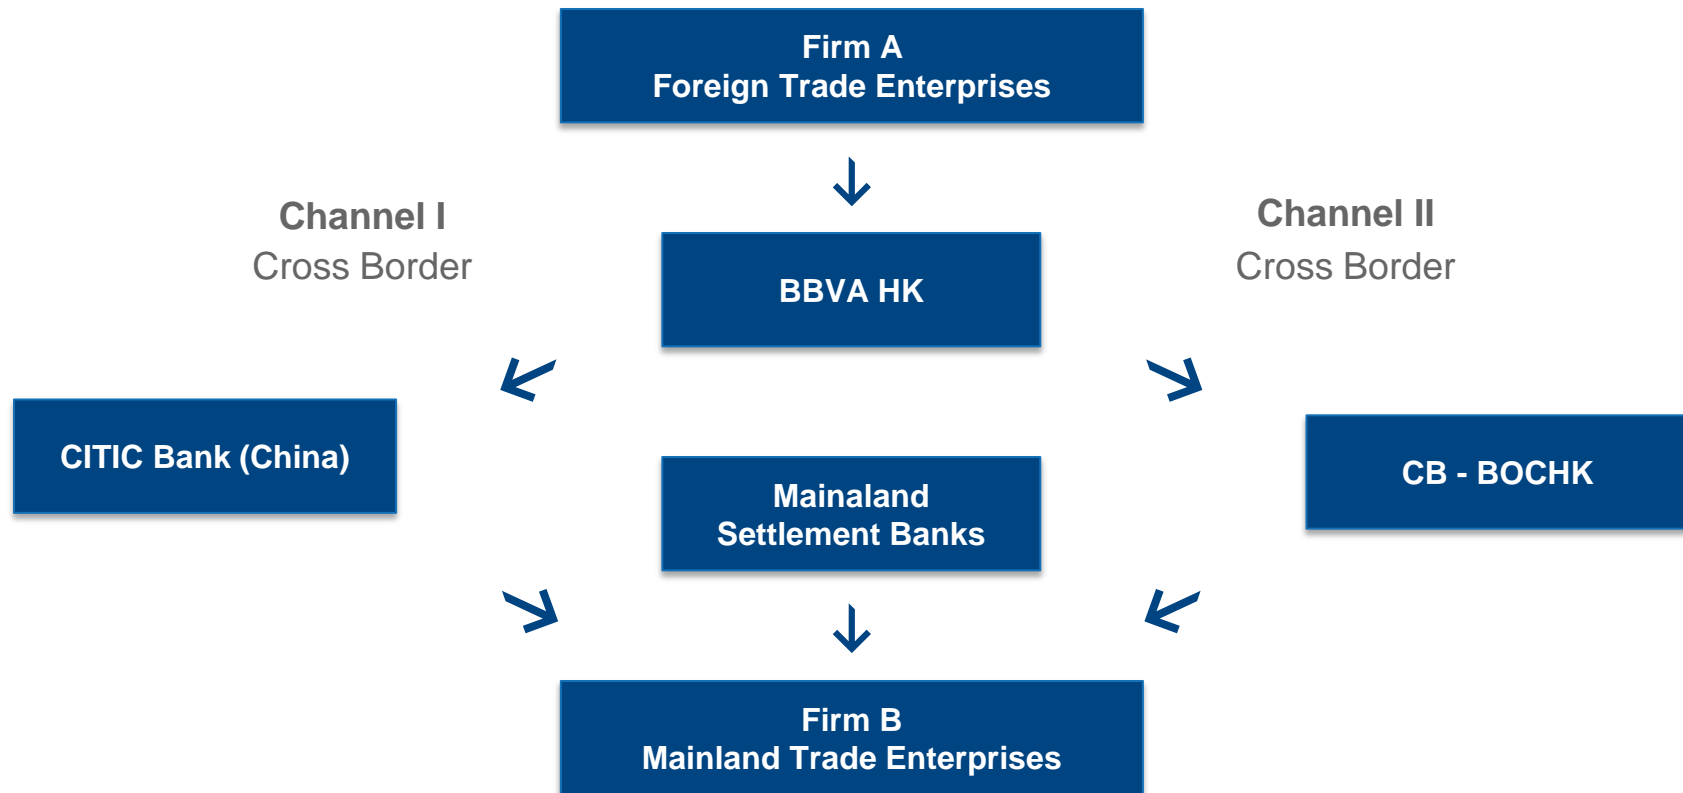 Firm A
Foreign Trade Enterprises
Channel I
Cross Border
Channel II
Cross Border
BBVA HK
CITIC Bank (China)
Mainaland
Settlement Banks
CB - BOCHK
Firm B
Mainland Trade Enterprises